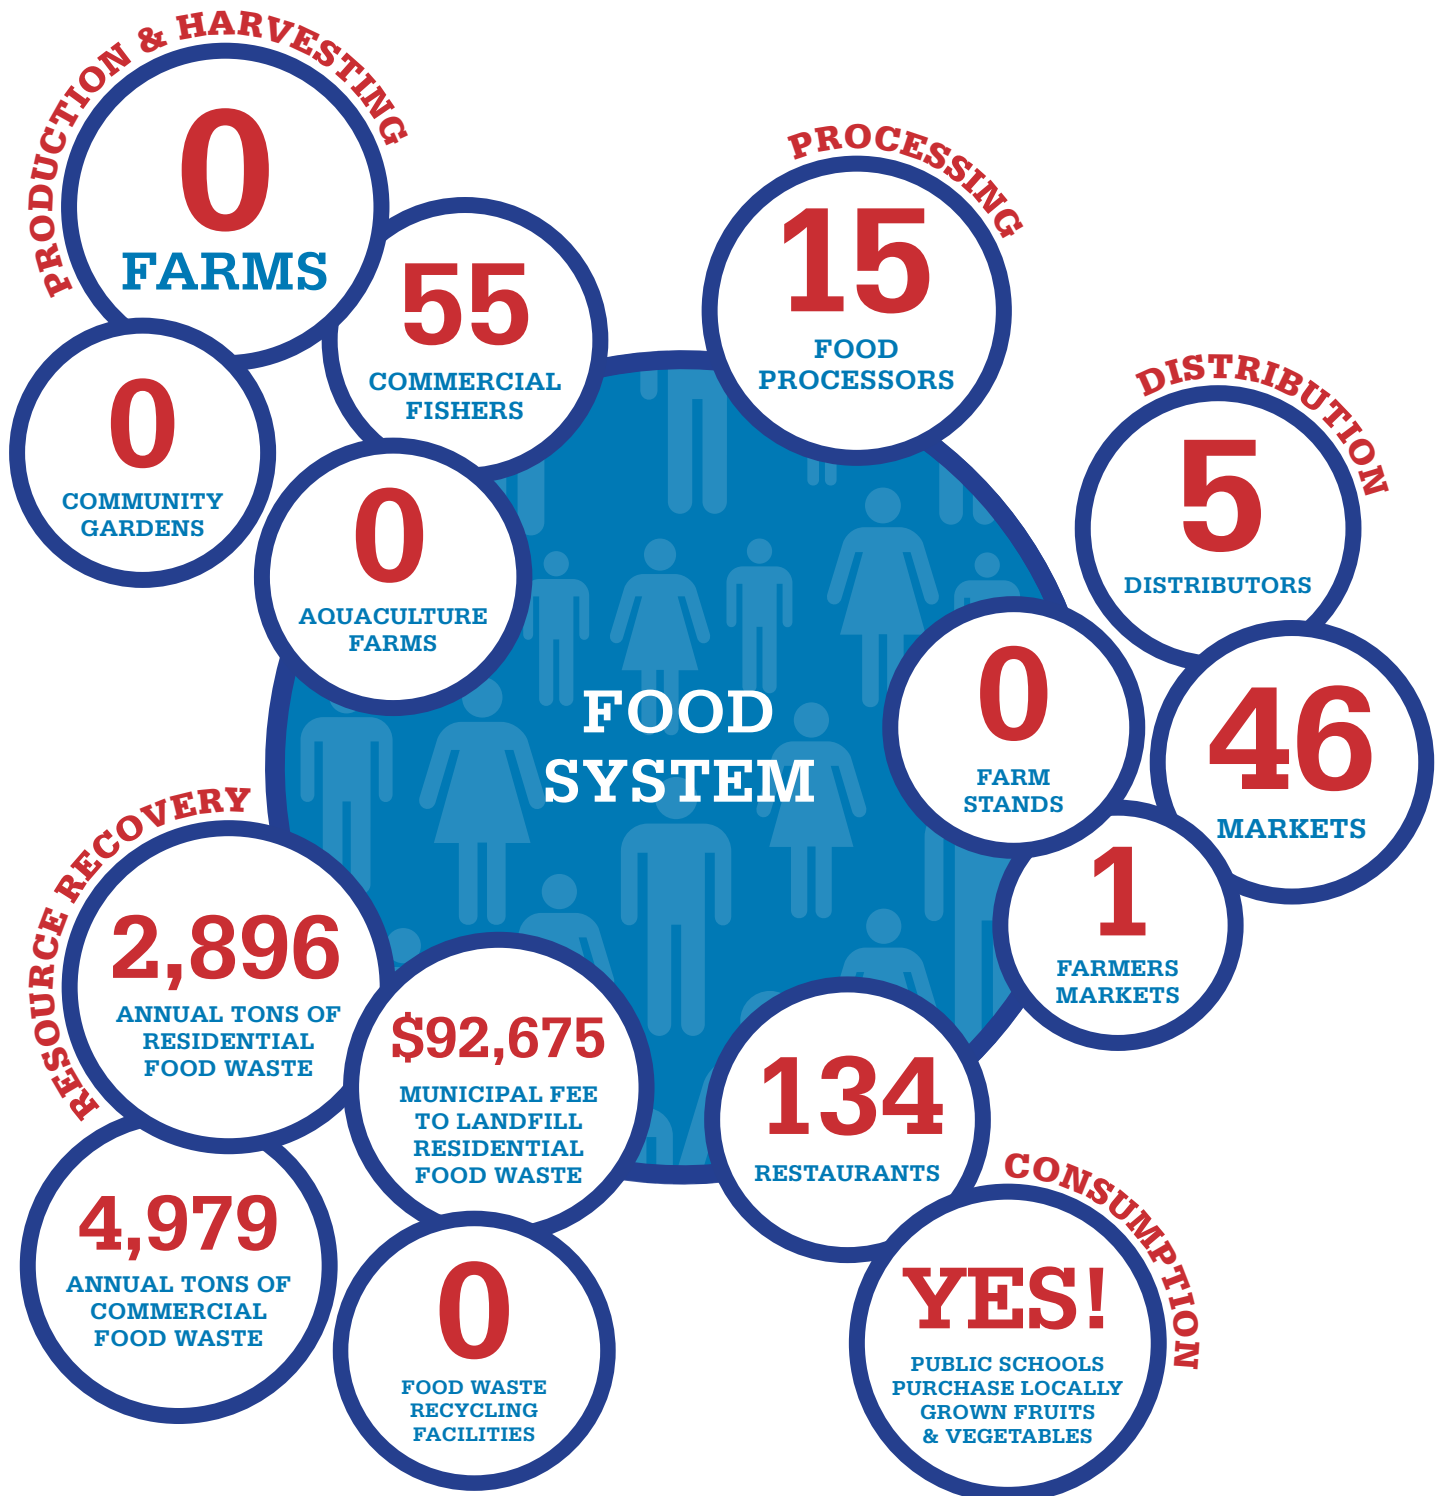 PRODUCTION & HARVESTING
0
FARMS
55
COMMERCIAL
FISHERS
0
COMMUNITY
GARDENS
0
AQUACULTURE
FARMS
PROCESSING
15
FOOD
PROCESSORS
DISTRIBUTION
5
DISTRIBUTORS
0
FARM
STANDS
46
MARKETS
1
FARMERS
MARKETS
FOOD
SYSTEM
RESOURCE RECOVERY
2,896
ANNUAL TONS OF
RESIDENTIAL
FOOD WASTE
$92,675
MUNICIPAL FEE
TO LANDFILL
RESIDENTIAL
FOOD WASTE
4,979
ANNUAL TONS OF
COMMERCIAL
FOOD WASTE
0
FOOD WASTE
RECYCLING
FACILITIES
134
RESTAURANTS
CONSUMPTION
YES!
PUBLIC SCHOOLS
PURCHASE LOCALLY
GROWN FRUITS
& VEGETABLES